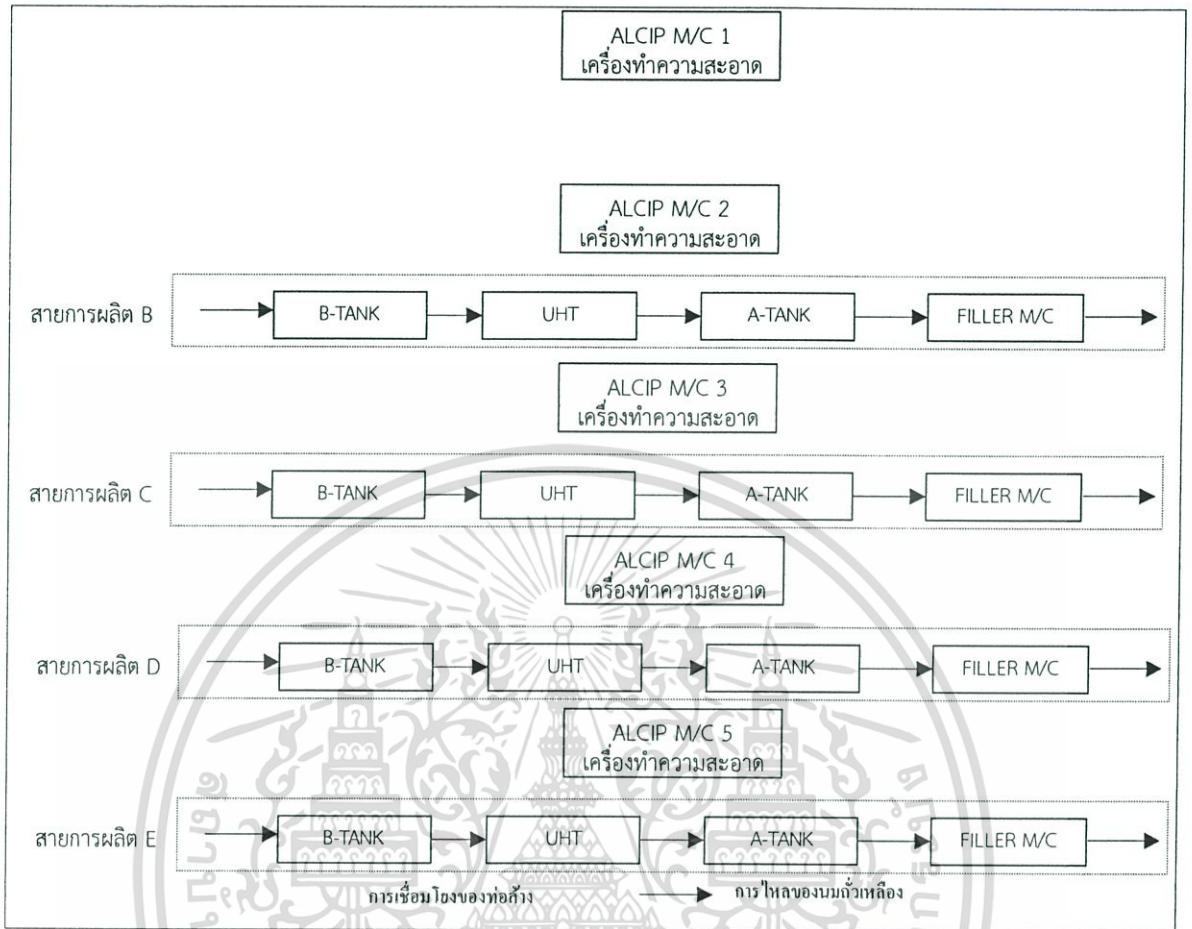 ALCIP M/C 1
เครื่องทำความสะอาด
ALCIP M/C 2
เครื่องทำความสะอาด
สายการผลิต B
B-TANK
UHT
A-TANK
FILLER M/C
ALCIP M/C 3
เครื่องทำความสะอาด
สายการผลิต C
B-TANK
UHT
A-TANK
FILLER M/C
ALCIP M/C 4
เครื่องทำความสะอาด
สายการผลิต D
B-TANK
UHT
A-TANK
FILLER M/C
ALCIP M/C 5
เครื่องทำความสะอาด
สายการผลิต E
B-TANK
UHT
A-TANK
FILLER M/C
การเชื่อมโยงของท่อล้าง
การไหลของนมถั่วเหลือง